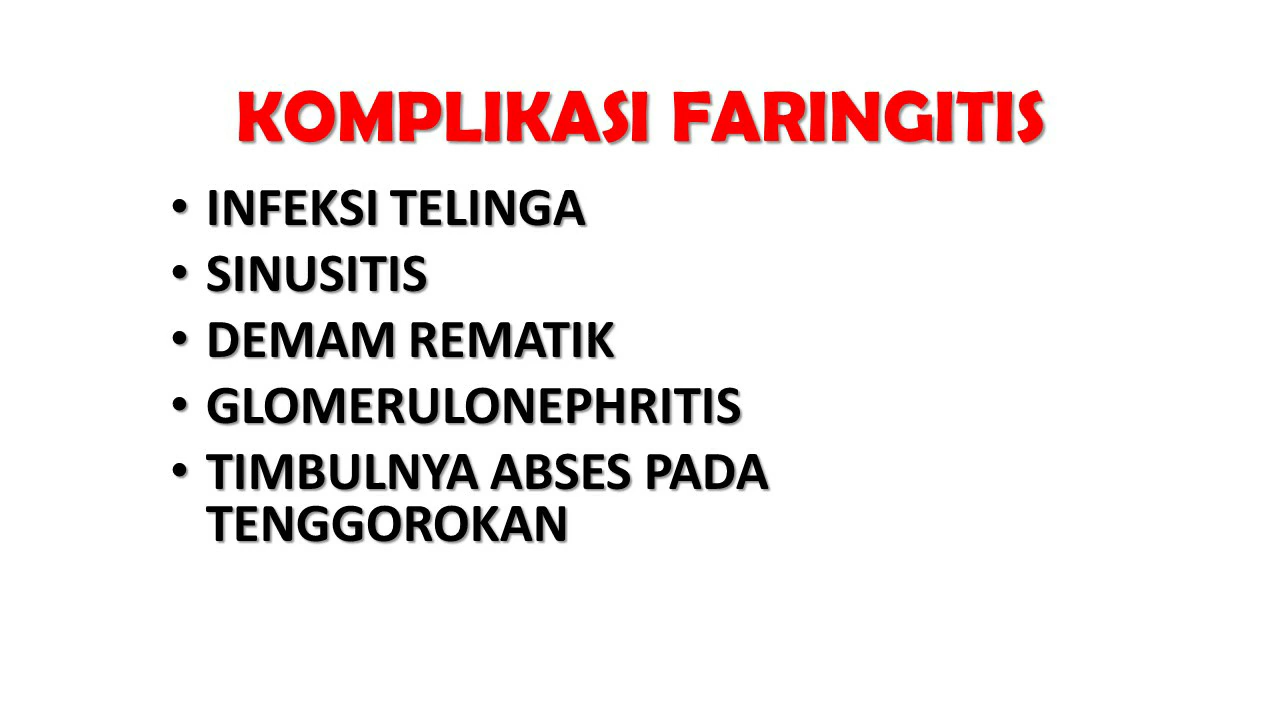 KOMPLIKASI FARINGITIS
• INFEKSI TELINGA
• SINUSITIS
• DEMAM REMATIK
• GLOMERULONEPHRITIS
• TIMBULNYA ABSES PADA
TENGGOROKAN